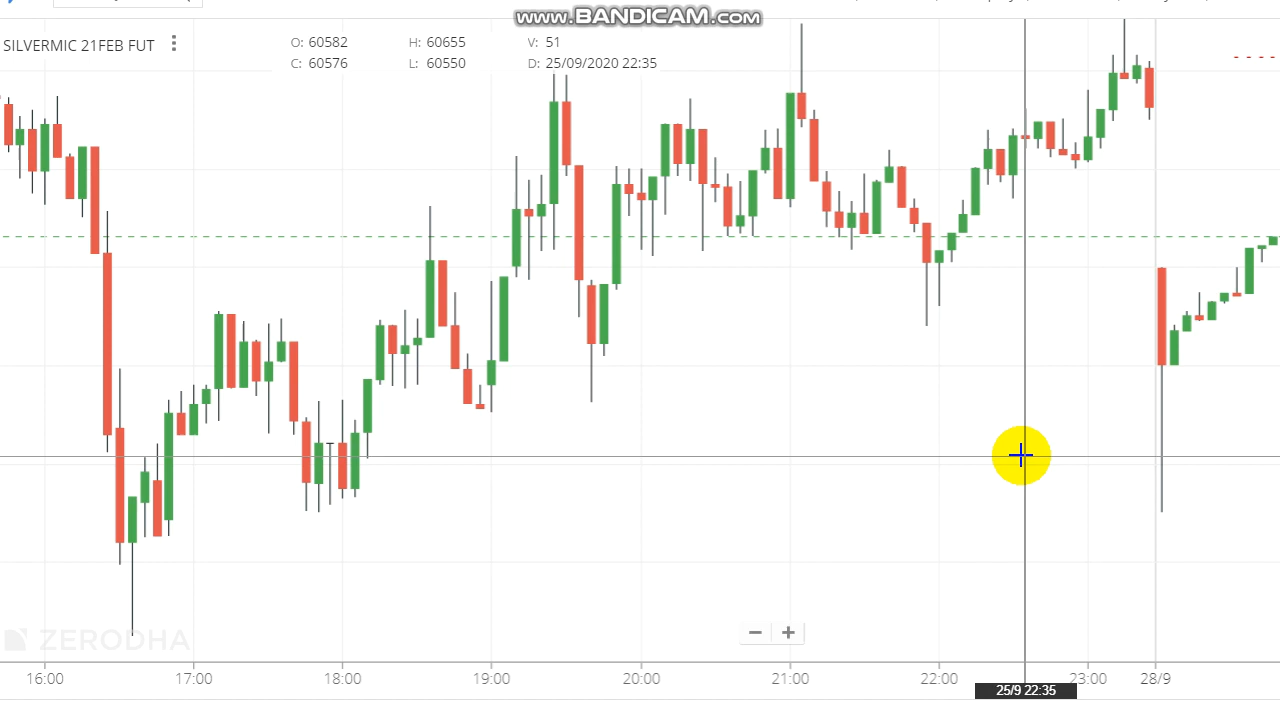 www.BANDICAM.com
SILVERMIC 21FEB FUT
O: 60582 H: 60655 V: 51
C: 60576 L: 60550 D: 25/09/2020 22:35
ZERODHA
16:00 17:00 18:00 19:00 20:00 21:00 22:00 23:00 28/9
25/9 22:35